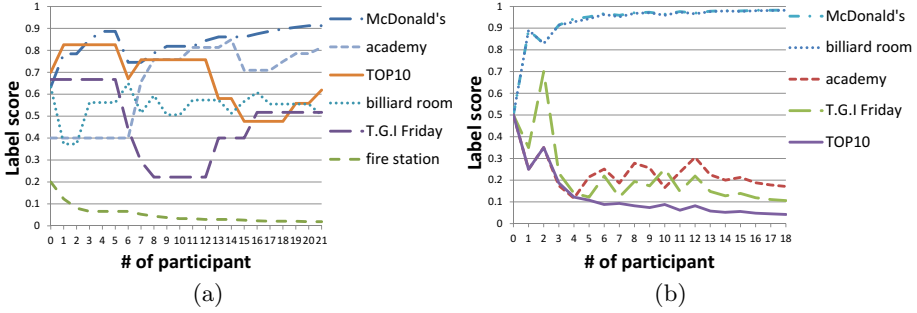 1
0.9
0.8
0.7
0.6
0.5
0.4
0.3
0.2
0.1
0
Label score
0 1 2 3 4 5 6 7 8 9 10 11 12 13 14 15 16 17 18 19 20 21
# of participant
McDonald's
academy
TOP10
billiard room
T.G.I Friday
fire station
(a)
1
0.9
0.8
0.7
0.6
0.5
0.4
0.3
0.2
0.1
0
Label score
0 1 2 3 4 5 6 7 8 9 10 11 12 13 14 15 16 17 18
# of participant
McDonald's
billiard room
academy
T.G.I Friday
TOP10
(b)